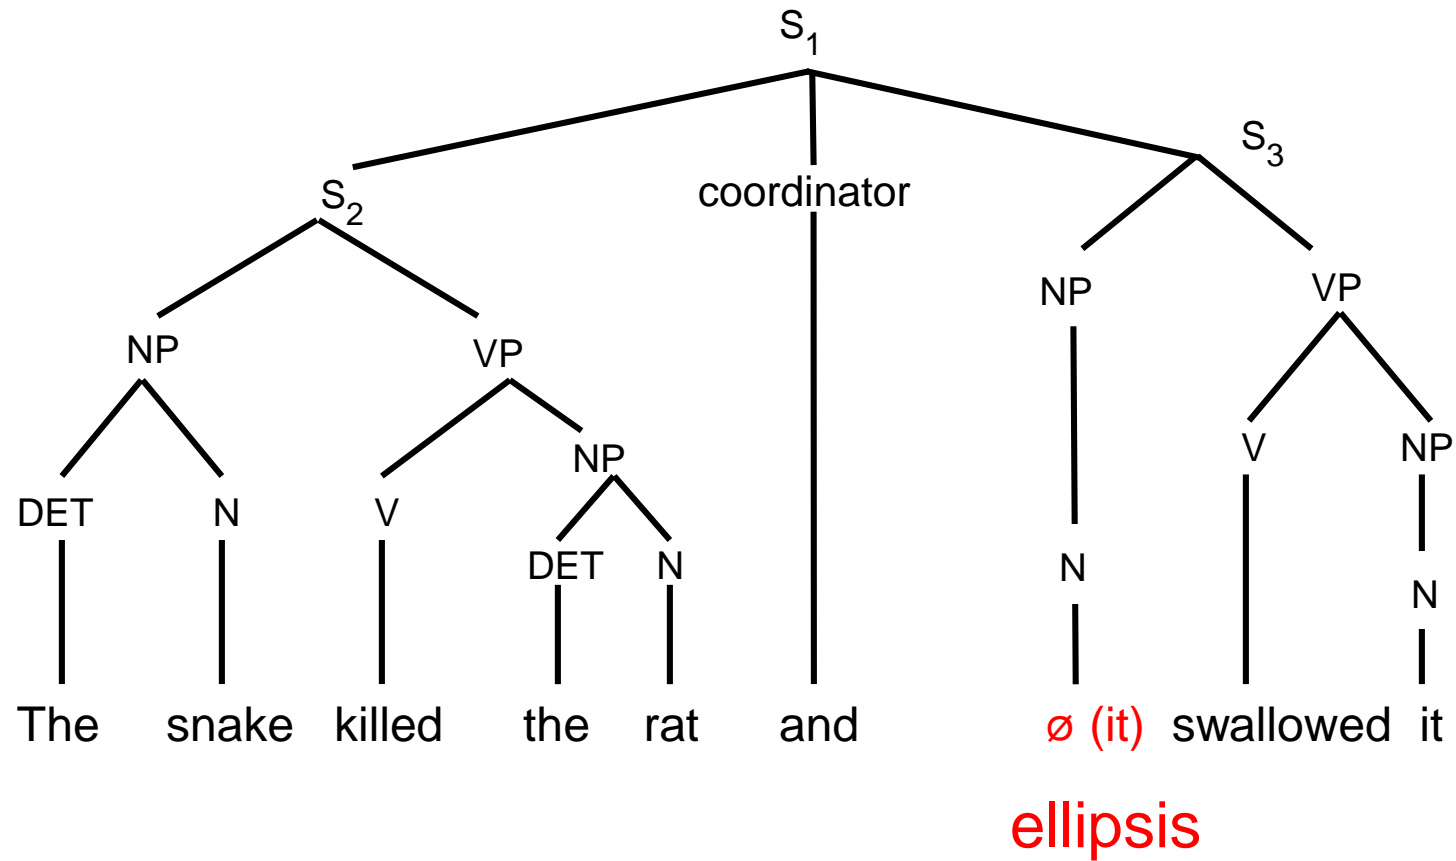 S1
S3
S2 coordinator
NP VP
NP VP
V NP
NP
DET N V
DET N N
N
The snake killed the rat and ø (it) swallowed it
ellipsis